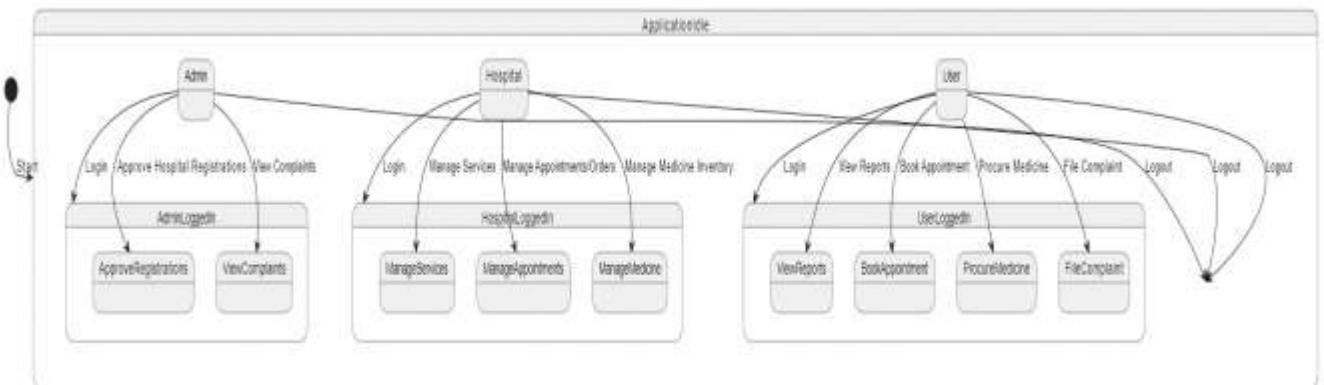 ApplicationIdle
Admin
Hospital
User
Start
Login
Approve Hospital Registrations
View Complaints
Login
Manage Services
Manage Appointments/Orders
Manage Medicine Inventory
Login
View Reports
Book Appointment
Procure Medicine
File Complaint
Logout
Logout
Logout
AdminLoggedIn
HospitalLoggedIn
UserLoggedIn
ApproveRegistrations
ViewComplaints
ManageServices
ManageAppointments
ManageMedicine
ViewReports
BookAppointment
ProcureMedicine
FileComplaint